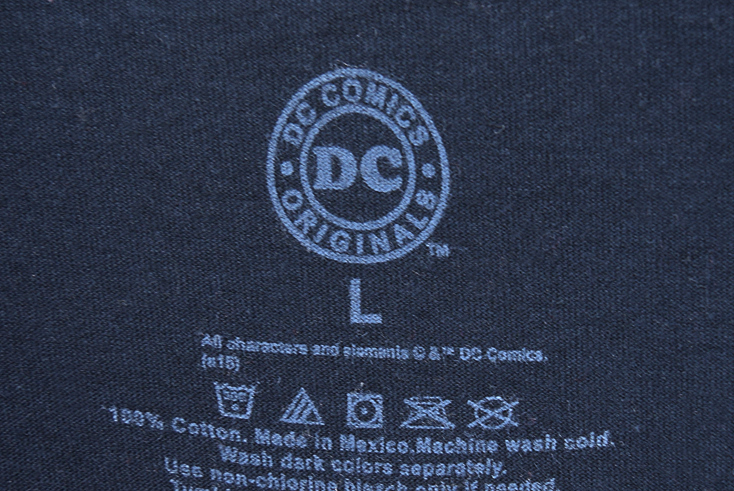 DC COMICS
DC
ORIGINALS
TM
L
All characters and elements © &™ DC Comics.
(s15)
100% Cotton. Made in Mexico.Machine wash cold.
Wash dark colors separately.
Use non-chlorine bleach only if needed.